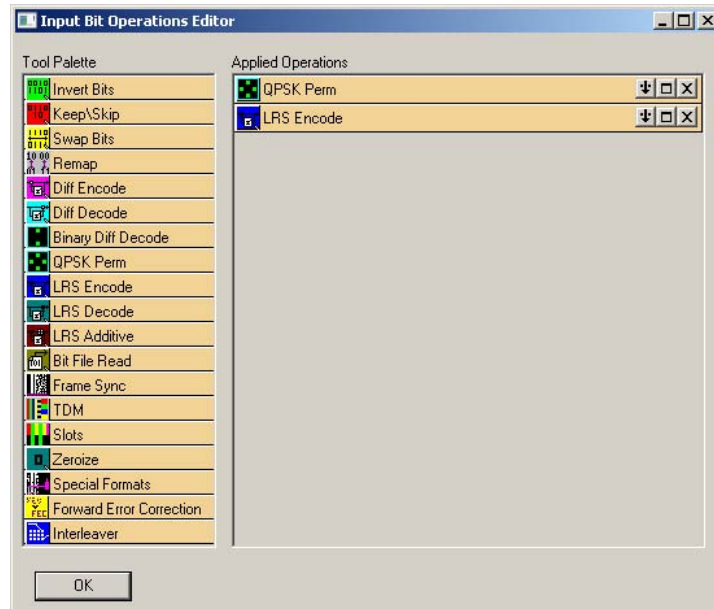 Input Bit Operations Editor
Tool Palette
Invert Bits
Keep\Skip
Swap Bits
Remap
Diff Encode
Diff Decode
Binary Diff Decode
QPSK Perm
LRS Encode
LRS Decode
LRS Additive
Bit File Read
Frame Sync
TDM
Slots
Zeroize
Special Formats
Forward Error Correction
Interleaver
Applied Operations
QPSK Perm
LRS Encode
OK